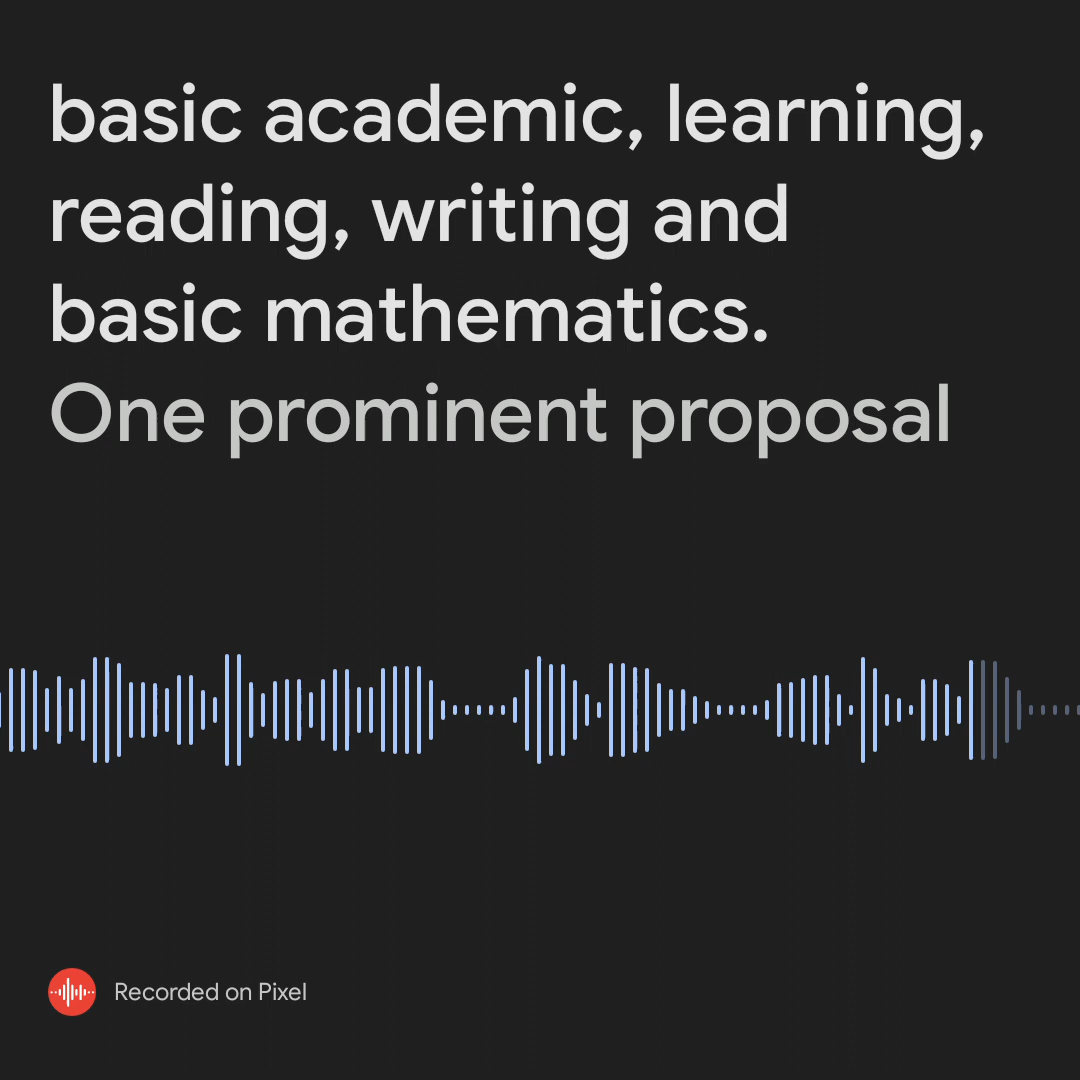 basic academic, learning,
reading, writing and
basic mathematics.
One prominent proposal
Recorded on Pixel